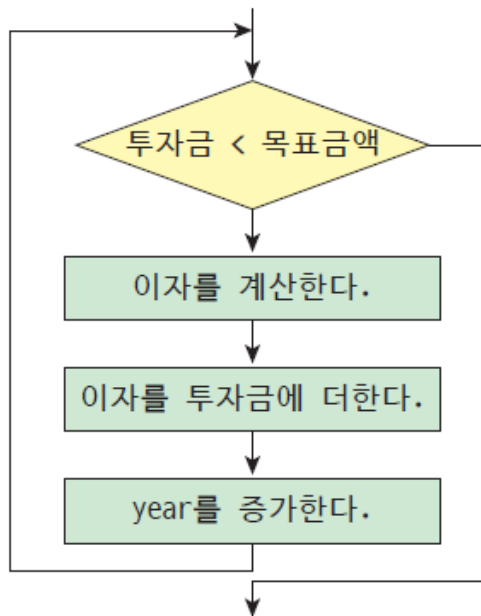 투자금 < 목표금액
이자를 계산한다.
이자를 투자금에 더한다.
year를 증가한다.